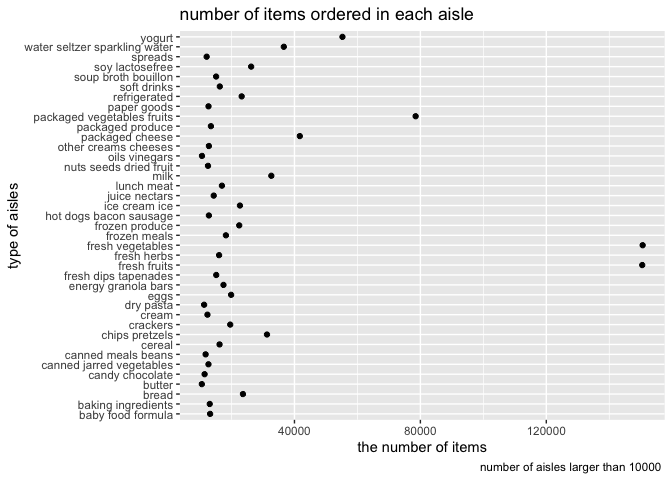 number of items ordered in each aisle
yogurt
water seltzer sparkling water
spreads
soy lactosefree
soup broth bouillon
soft drinks
refrigerated
paper goods
packaged vegetables fruits
packaged produce
packaged cheese
other creams cheeses
oils vinegars
nuts seeds dried fruit
milk
lunch meat
juice nectars
ice cream ice
hot dogs bacon sausage
frozen produce
frozen meals
fresh vegetables
fresh herbs
fresh fruits
fresh dips tapenades
energy granola bars
eggs
dry pasta
cream
crackers
chips pretzels
cereal
canned meals beans
canned jarred vegetables
candy chocolate
butter
bread
baking ingredients
baby food formula
type of aisles
40000 80000 120000
the number of items
number of aisles larger than 10000